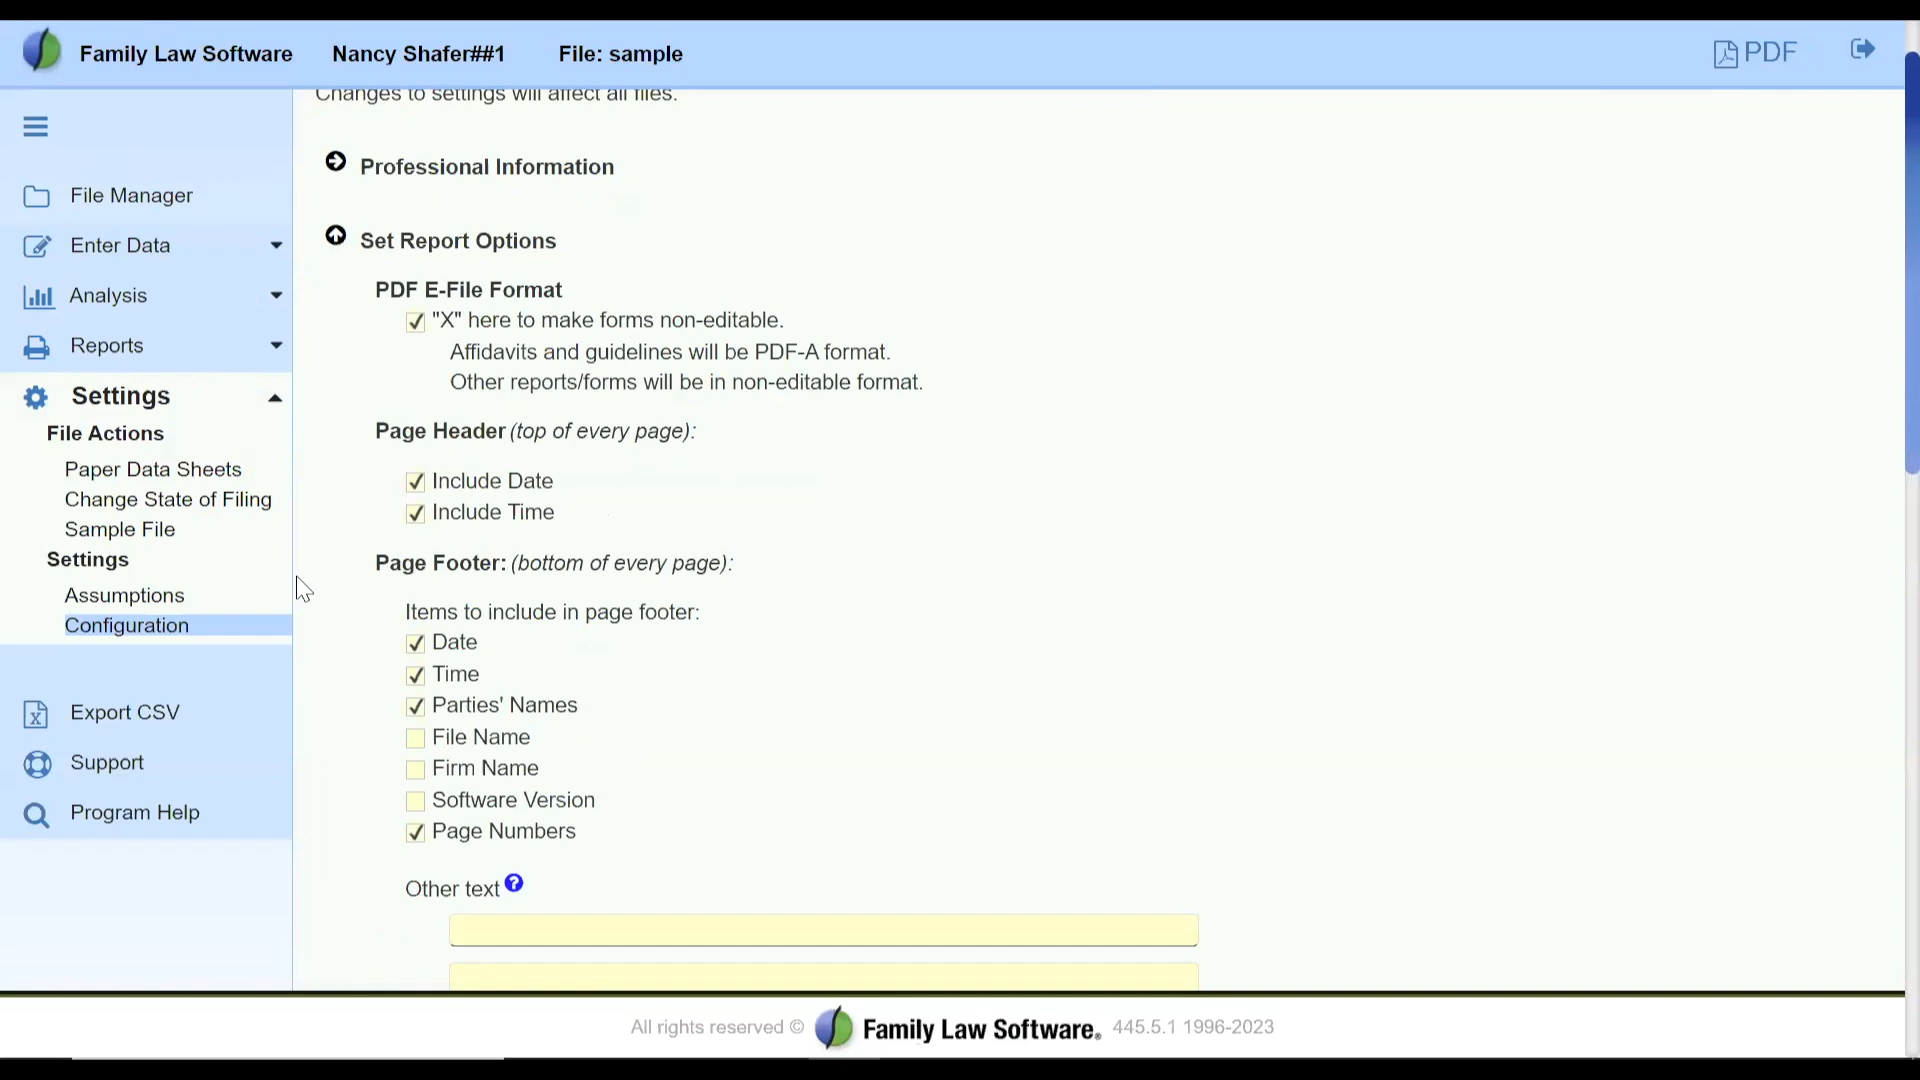 Family Law Software Nancy Shafer##1 File: sample PDF
Changes to settings will affect all files.
File Manager
Enter Data
Analysis
Reports
Settings
File Actions
Paper Data Sheets
Change State of Filing
Sample File
Settings
Assumptions
Configuration
Export CSV
Support
Program Help
Professional Information
Set Report Options
PDF E-File Format
"X" here to make forms non-editable.
Affidavits and guidelines will be PDF-A format.
Other reports/forms will be in non-editable format.
Page Header (top of every page):
Include Date
Include Time
Page Footer: (bottom of every page):
Items to include in page footer:
Date
Time
Parties' Names
File Name
Firm Name
Software Version
Page Numbers
Other text ?
All rights reserved © Family Law Software® 445.5.1 1996-2023